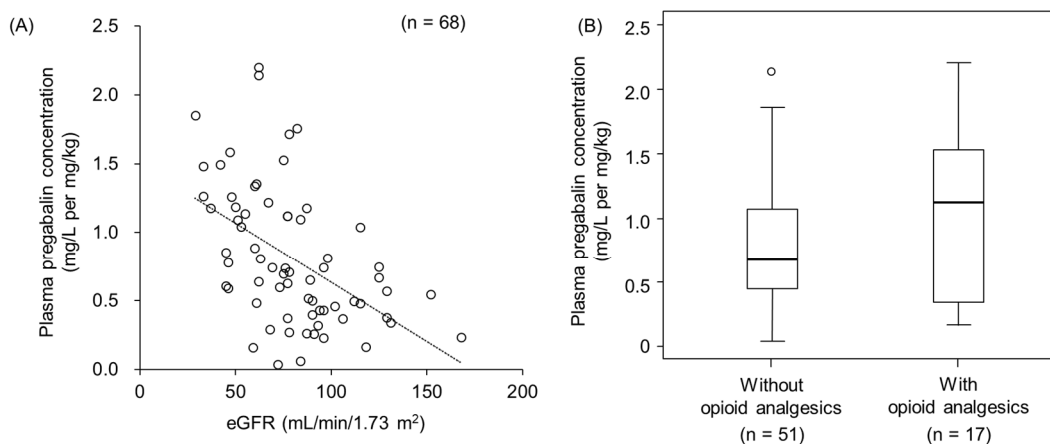 (A)
(n = 68)
Plasma pregabalin concentration
(mg/L per mg/kg)
2.5
2.0
1.5
1.0
0.5
0.0
0
50
100
150
200
eGFR (mL/min/1.73 m²)
(B)
Plasma pregabalin concentration
(mg/L per mg/kg)
2.5
2.0
1.5
1.0
0.5
0
Without
opioid analgesics
(n = 51)
With
opioid analgesics
(n = 17)